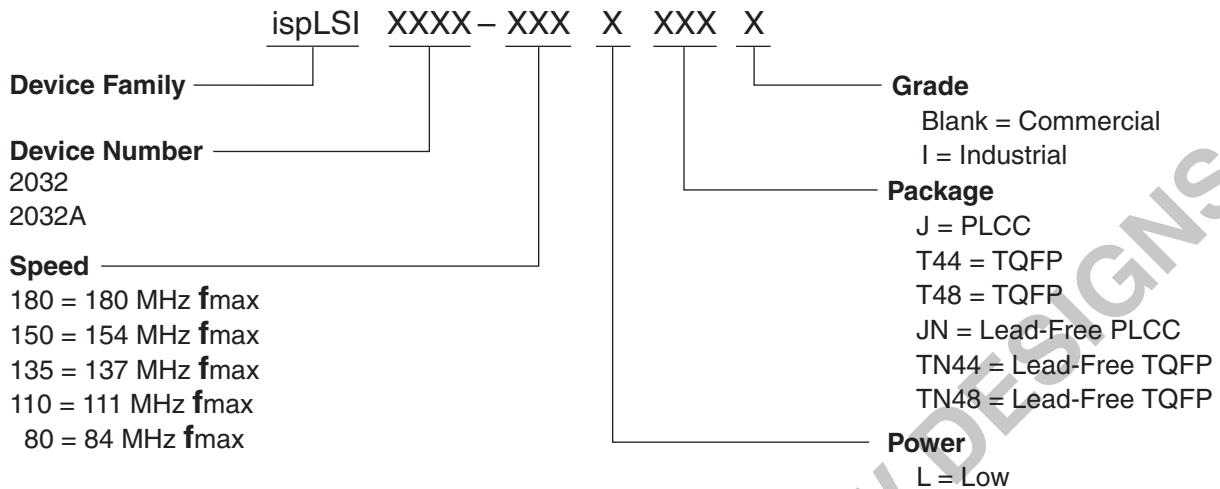 ispLSI XXXX – XXX X XXX X
Device Family
Device Number
2032
2032A
Speed
180 = 180 MHz fmax
150 = 154 MHz fmax
135 = 137 MHz fmax
110 = 111 MHz fmax
80 = 84 MHz fmax
Grade
Blank = Commercial
I = Industrial
Package
J = PLCC
T44 = TQFP
T48 = TQFP
JN = Lead-Free PLCC
TN44 = Lead-Free TQFP
TN48 = Lead-Free TQFP
Power
L = Low
DESIGNS